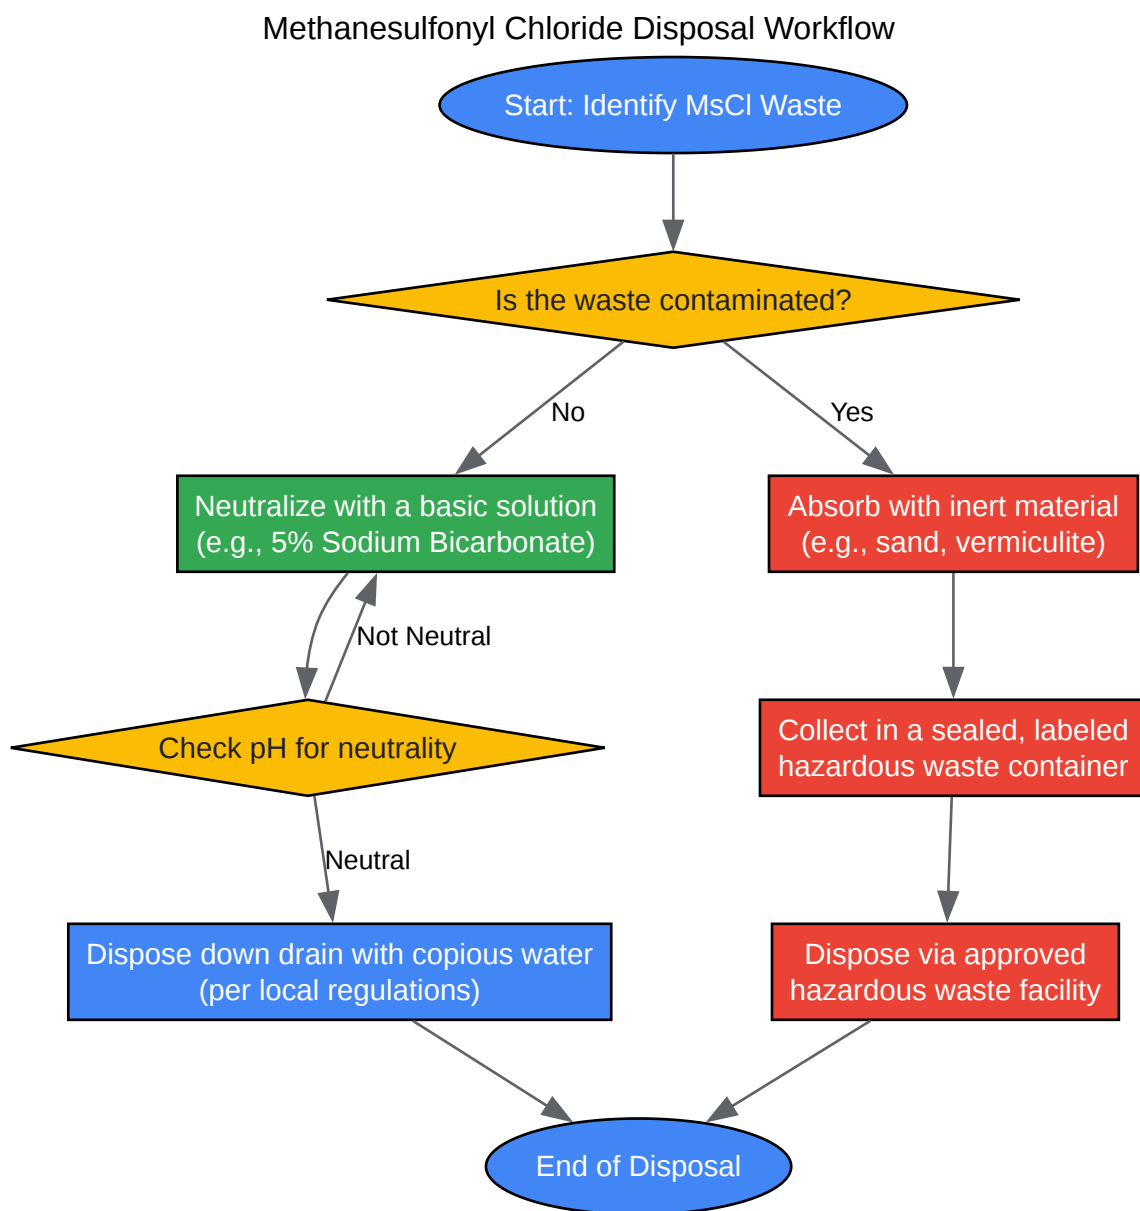 Methanesulfonyl Chloride Disposal Workflow
Start: Identify MsCl Waste
Is the waste contaminated?
No
Yes
Neutralize with a basic solution
(e.g., 5% Sodium Bicarbonate)
Absorb with inert material
(e.g., sand, vermiculite)
Not Neutral
Check pH for neutrality
Collect in a sealed, labeled
hazardous waste container
Neutral
Dispose down drain with copious water
(per local regulations)
Dispose via approved
hazardous waste facility
End of Disposal